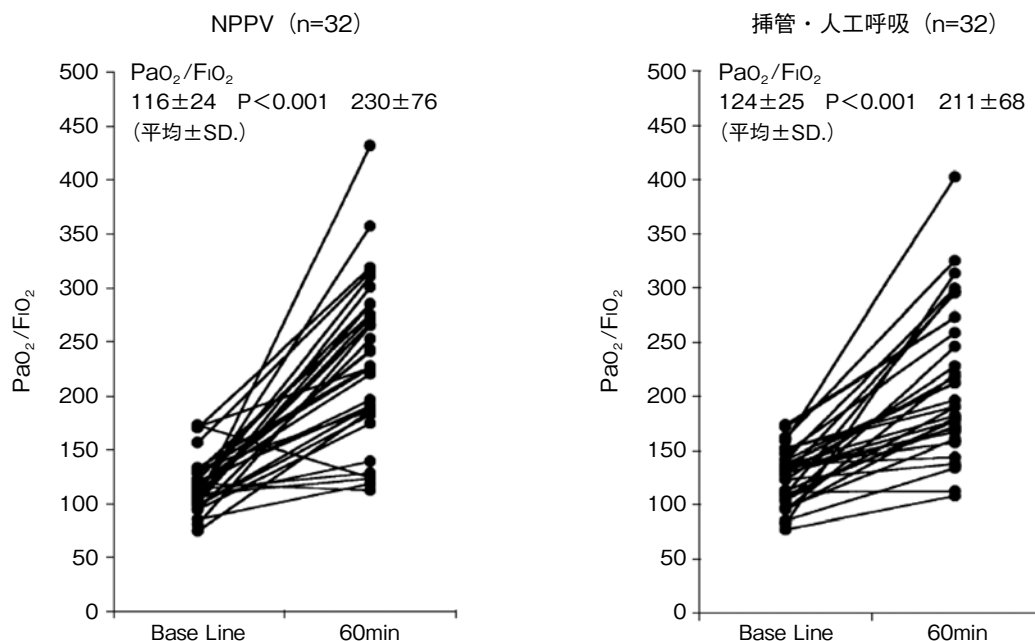 NPPV（n=32）
PaO₂/FIO₂
116±24 P＜0.001 230±76
（平均±SD.）
500
450
400
350
300
250
200
150
100
50
0
PaO₂/FIO₂
Base Line 60min
挿管・人工呼吸（n=32）
PaO₂/FIO₂
124±25 P＜0.001 211±68
（平均±SD.）
500
450
400
350
300
250
200
150
100
50
0
PaO₂/FIO₂
Base Line 60min